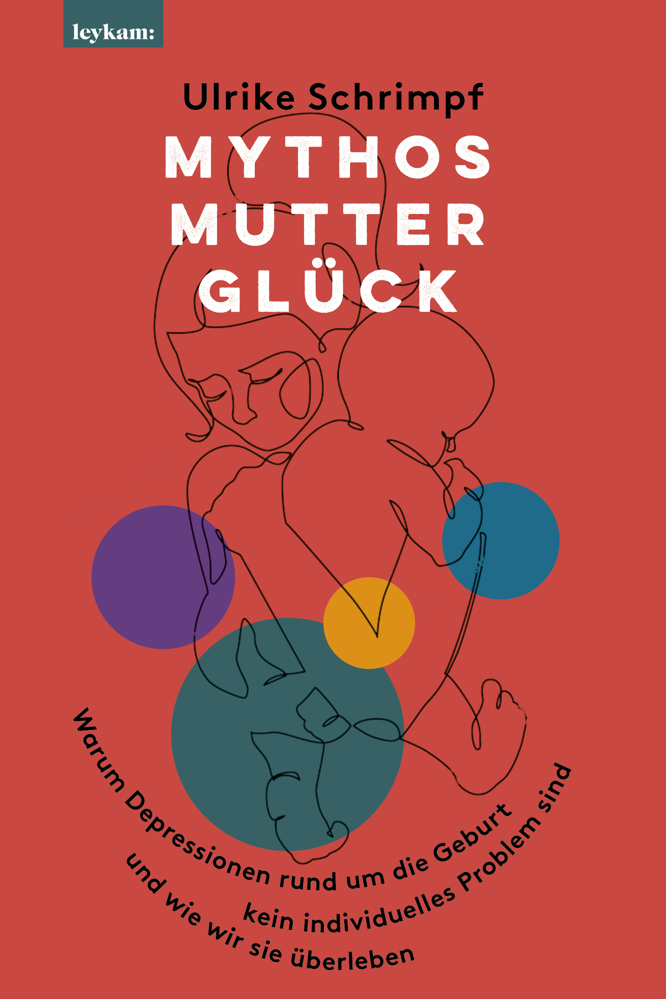 leykam:
Ulrike Schrimpf
MYTHOS
MUTTER
GLÜCK
Warum Depressionen rund um die Geburt
kein individuelles Problem sind
und wie wir sie überleben